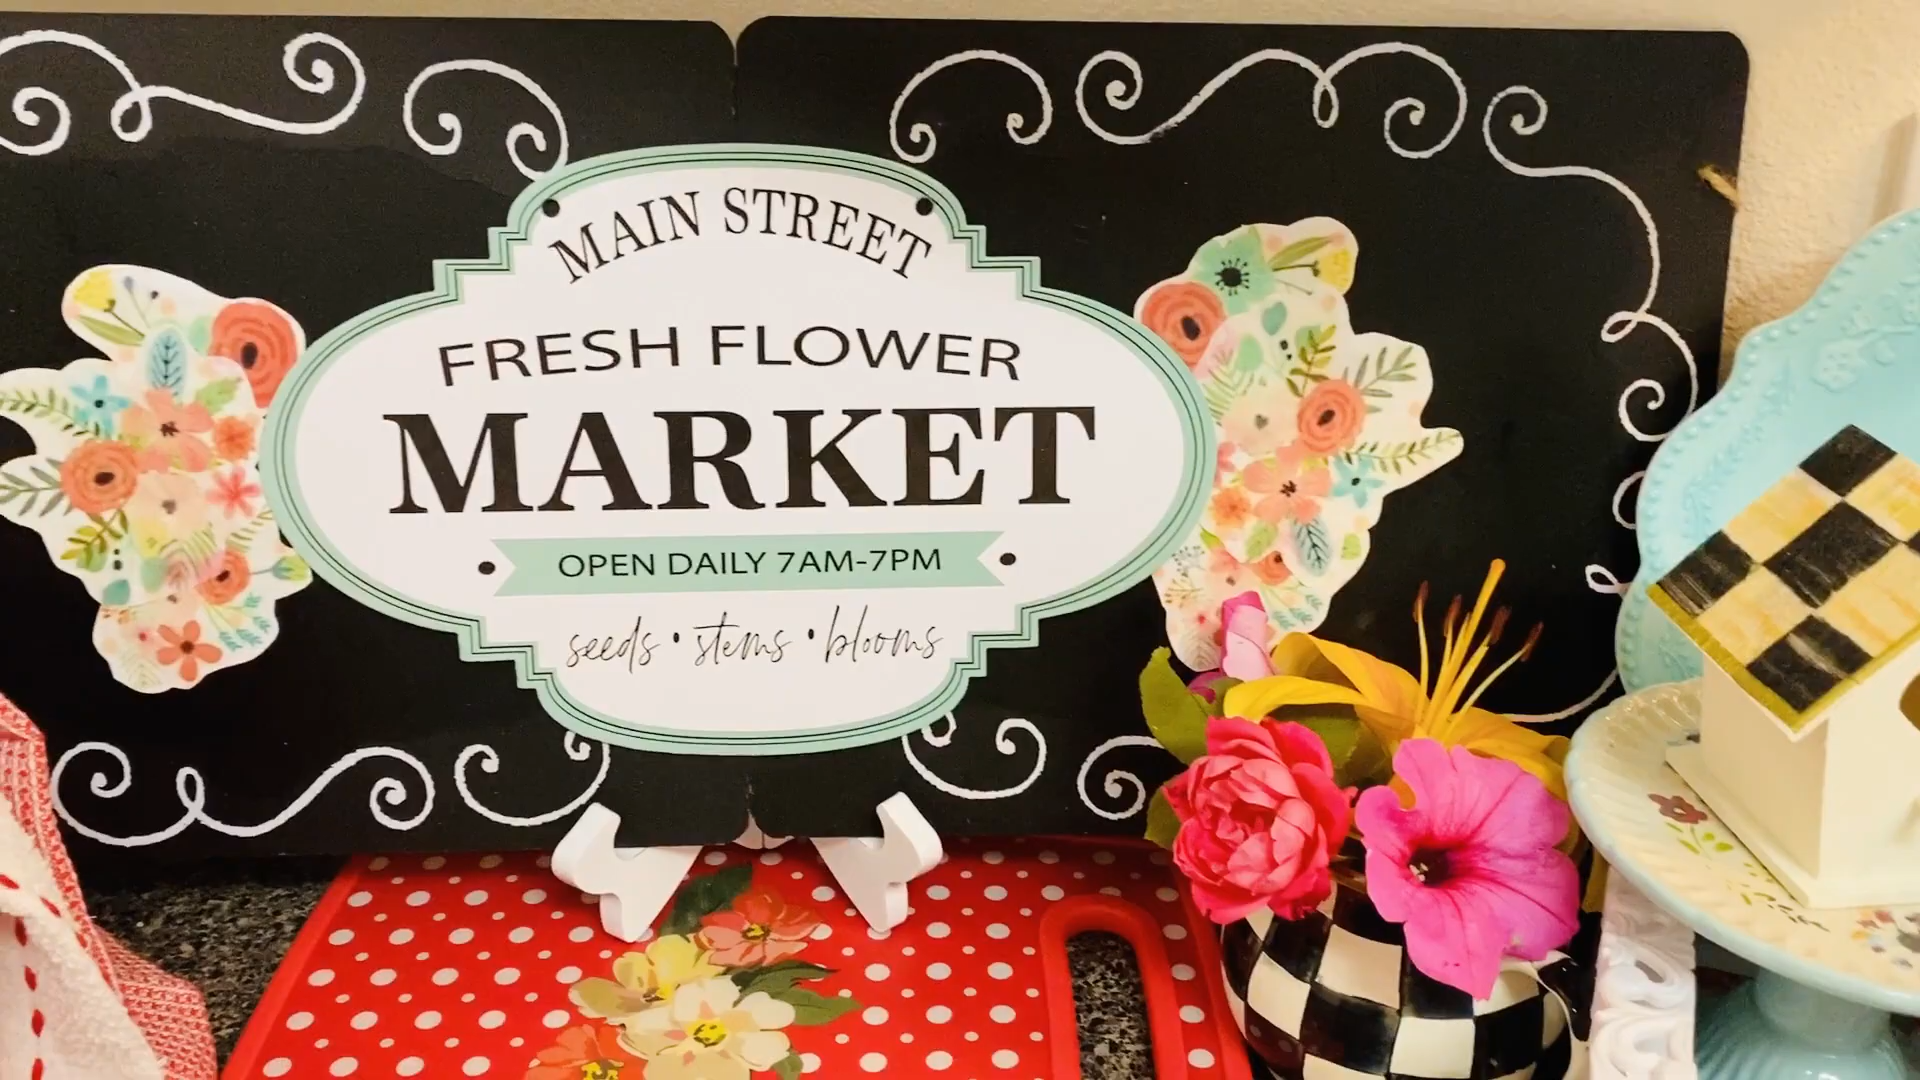 MAIN STREET
FRESH FLOWER
MARKET
OPEN DAILY 7AM-7PM
seeds • stems • blooms